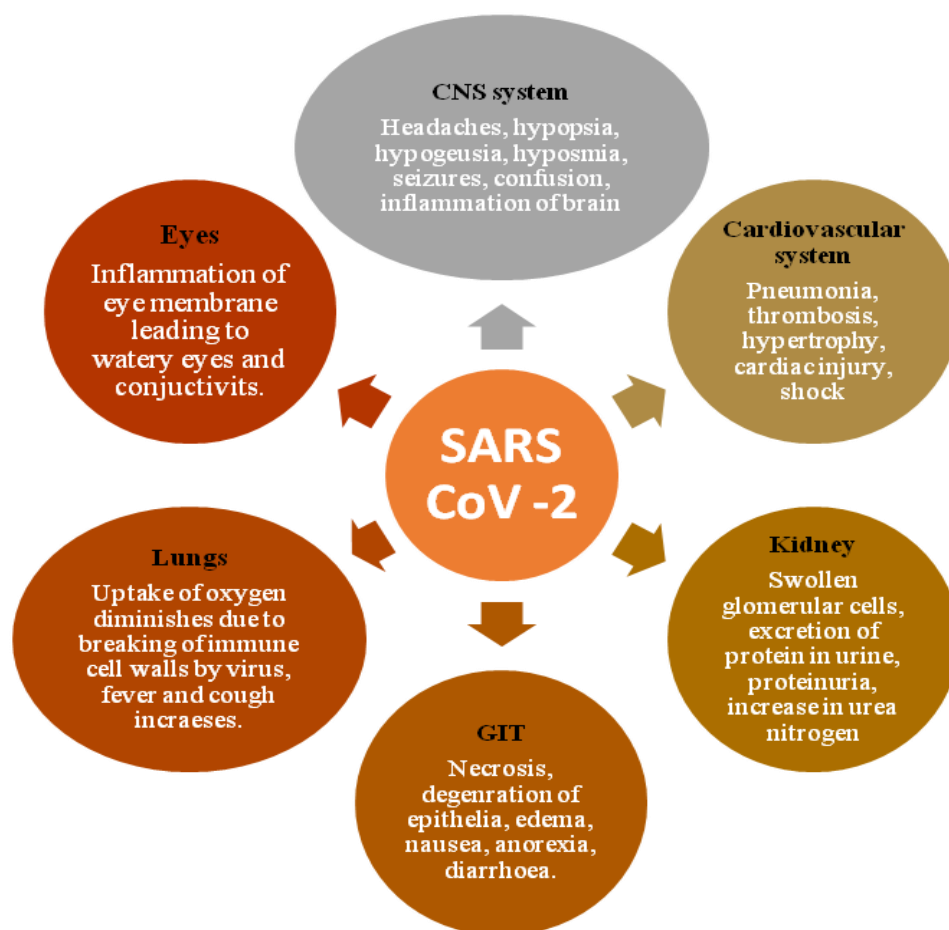 CNS system
Headaches, hypopsia,
hypogeusia, hyposmia,
seizures, confusion,
inflammation of brain
Eyes
Inflammation of
eye membrane
leading to
watery eyes and
conjuctivits.
Cardiovascular
system
Pneumonia,
thrombosis,
hypertrophy,
cardiac injury,
shock
SARS
CoV -2
Lungs
Uptake of oxygen
diminishes due to
breaking of immune
cell walls by virus,
fever and cough
incraeses.
Kidney
Swollen
glomerular cells,
excretion of
protein in urine,
proteinuria,
increase in urea
nitrogen
GIT
Necrosis,
degenration of
epithelia, edema,
nausea, anorexia,
diarrhoea.